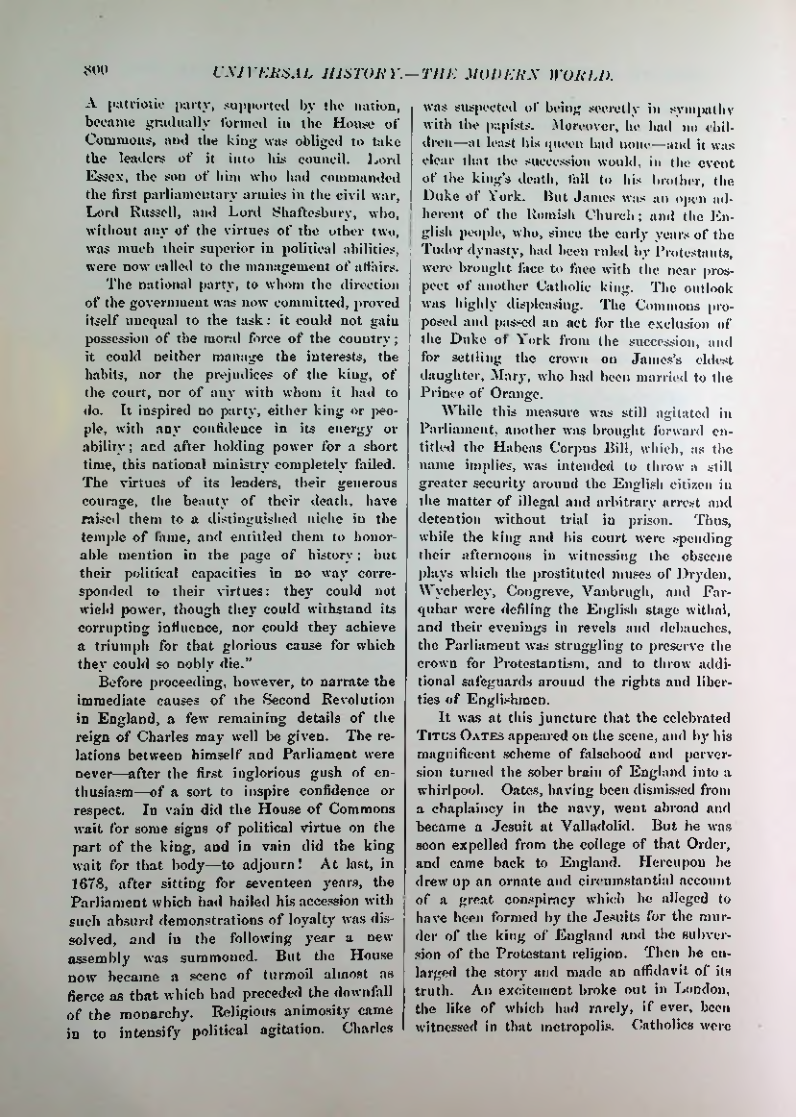 800
UNIVERSAL HISTORY.—THE MODERN WORLD.
A patriotic party, supported by the nation,
became gradually formed in the House of
Commons, and the king was obliged to take
the leaders of it into his council. Lord
Essex, the son of him who had commanded
the first parliamentary armies in the civil war,
Lord Russell, and Lord Shaftesbury, who,
without any of the virtues of the other two,
was much their superior in political abilities,
were now called to the management of affairs.
The national party, to whom the direction
of the government was now committed, proved
itself unequal to the task: it could not gain
possession of the moral force of the country;
it could neither manage the interests, the
habits, nor the prejudices of the king, of
the court, nor of any with whom it had to
do. It inspired no party, either king or peo-
ple, with any confidence in its energy or
ability; and after holding power for a short
time, this national ministry completely failed.
The virtues of its leaders, their generous
courage, the beauty of their death, have
raised them to a distinguished niche in the
temple of fame, and entitled them to honor-
able mention in the page of history; but
their political capacities in no way corre-
sponded to their virtues: they could not
wield power, though they could withstand its
corrupting influence, nor could they achieve
a triumph for that glorious cause for which
they could so nobly die."
Before proceeding, however, to narrate the
immediate causes of the Second Revolution
in England, a few remaining details of the
reign of Charles may well be given. The re-
lations between himself and Parliament were
never—after the first inglorious gush of en-
thusiasm—of a sort to inspire confidence or
respect. In vain did the House of Commons
wait for some signs of political virtue on the
part of the king, and in vain did the king
wait for that body—to adjourn! At last, in
1678, after sitting for seventeen years, the
Parliament which had hailed his accession with
such absurd demonstrations of loyalty was dis-
solved, and in the following year a new
assembly was summoned. But the House
now became a scene of turmoil almost as
fierce as that which had preceded the downfall
of the monarchy. Religious animosity came
in to intensify political agitation. Charles
was suspected of being secretly in sympathy
with the papists. Moreover, he had no chil-
dren—at least his queen had none—and it was
clear that the succession would, in the event
of the king's death, fall to his brother, the
Duke of York. But James was an open ad-
herent of the Romish Church; and the En-
glish people, who, since the early years of the
Tudor dynasty, had been ruled by Protestants,
were brought face to face with the near pros-
pect of another Catholic king. The outlook
was highly displeasing. The Commons pro-
posed and passed an act for the exclusion of
the Duke of York from the succession, and
for settling the crown on James's eldest
daughter, Mary, who had been married to the
Prince of Orange.
While this measure was still agitated in
Parliament, another was brought forward en-
titled the Habeas Corpus Bill, which, as the
name implies, was intended to throw a still
greater security around the English citizen in
the matter of illegal and arbitrary arrest and
detention without trial in prison. Thus,
while the king and his court were spending
their afternoons in witnessing the obscene
plays which the prostituted muses of Dryden,
Wycherley, Congreve, Vanbrugh, and Far-
quhar were defiling the English stage withal,
and their evenings in revels and debauches,
the Parliament was struggling to preserve the
crown for Protestantism, and to throw addi-
tional safeguards around the rights and liber-
ties of Englishmen.
It was at this juncture that the celebrated
TITUS OATES appeared on the scene, and by his
magnificent scheme of falsehood and perver-
sion turned the sober brain of England into a
whirlpool. Oates, having been dismissed from
a chaplaincy in the navy, went abroad and
became a Jesuit at Valladolid. But he was
soon expelled from the college of that Order,
and came back to England. Hereupon he
drew up an ornate and circumstantial account
of a great conspiracy which he alleged to
have been formed by the Jesuits for the mur-
der of the king of England and the subver-
sion of the Protestant religion. Then he en-
larged the story and made an affidavit of its
truth. An excitement broke out in London,
the like of which had rarely, if ever, been
witnessed in that metropolis. Catholics were